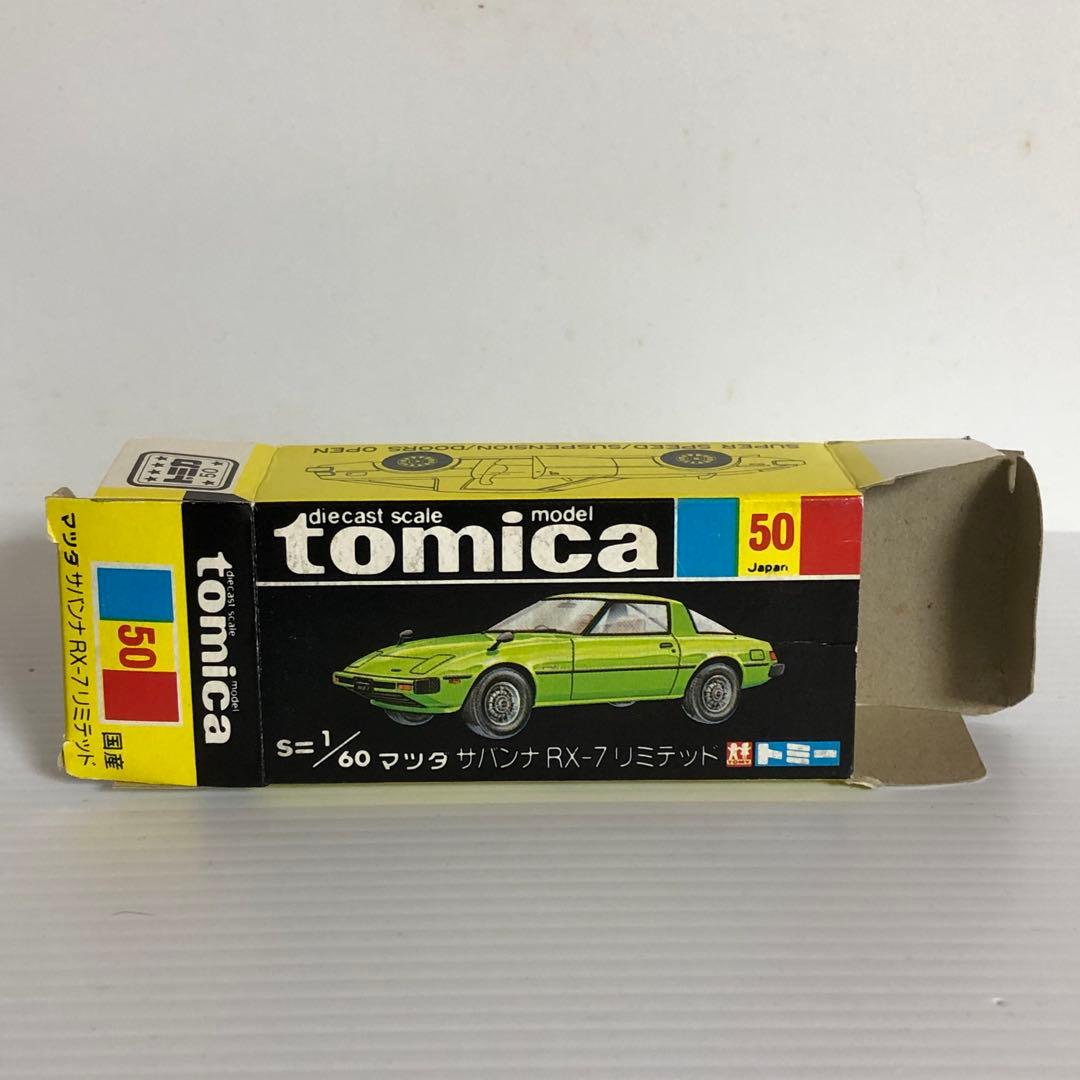 SUPER SPEED/SUSPENSION/DOORS OPEN
diecast scale model
tomica
50
Japan
S=1/60 マツダ サバンナ RX-7 リミテッド
TOMY
トミー
diecast scale model
tomica
50
マツダ サバンナ RX-7 リミテッド
国産
50